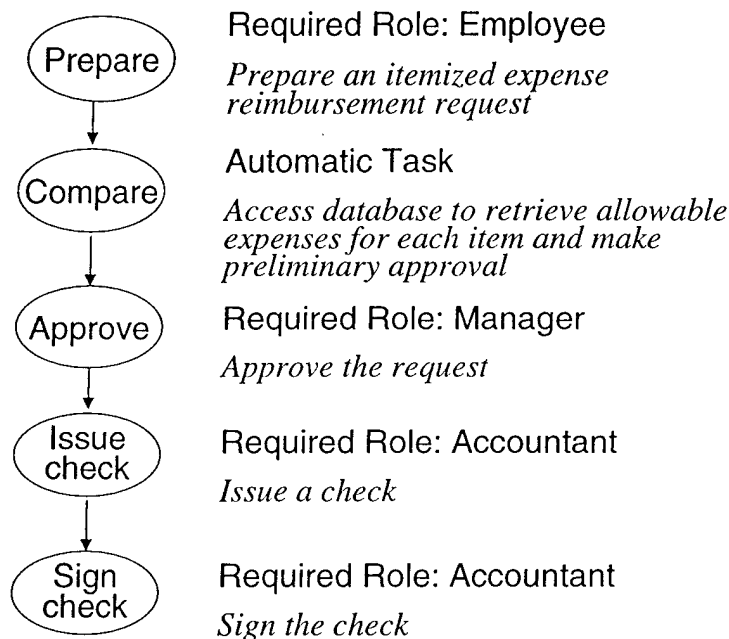 Prepare
Required Role: Employee
Prepare an itemized expense
reimbursement request
Compare
Automatic Task
Access database to retrieve allowable
expenses for each item and make
preliminary approval
Approve
Required Role: Manager
Approve the request
Issue
check
Required Role: Accountant
Issue a check
Sign
check
Required Role: Accountant
Sign the check